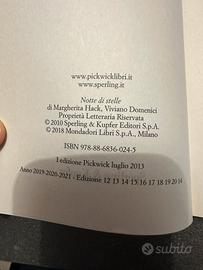 www.pickwicklibri.it
www.sperling.it
Notte di stelle
di Margherita Hack, Viviano Domenici
Proprietà Letteraria Riservata
© 2010 Sperling & Kupfer Editori S.p.A.
© 2018 Mondadori Libri S.p.A., Milano
ISBN 978-88-6836-024-5
I edizione Pickwick luglio 2013
Anno 2019-2020-2021 - Edizione 12 13 14 15 16 17 18 19 20 14
subito